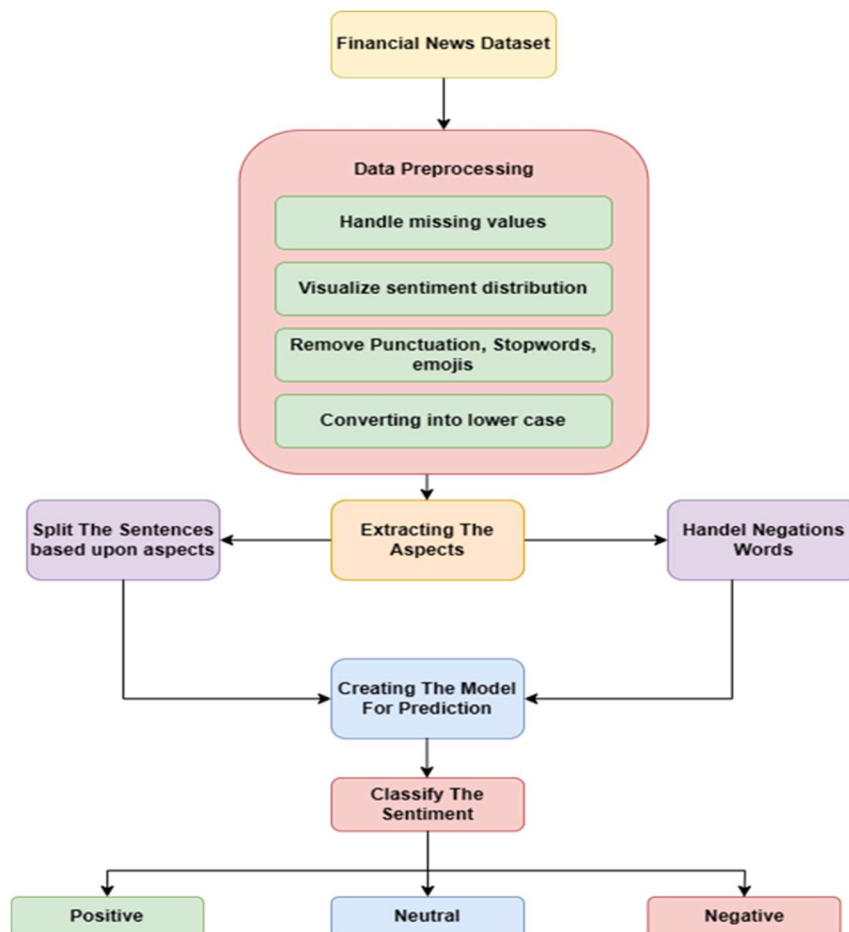 Financial News Dataset
Data Preprocessing
Handle missing values
Visualize sentiment distribution
Remove Punctuation, Stopwords,
emojis
Converting into lower case
Split The Sentences
based upon aspects
Extracting The
Aspects
Handel Negations
Words
Creating The Model
For Prediction
Classify The
Sentiment
Positive
Neutral
Negative